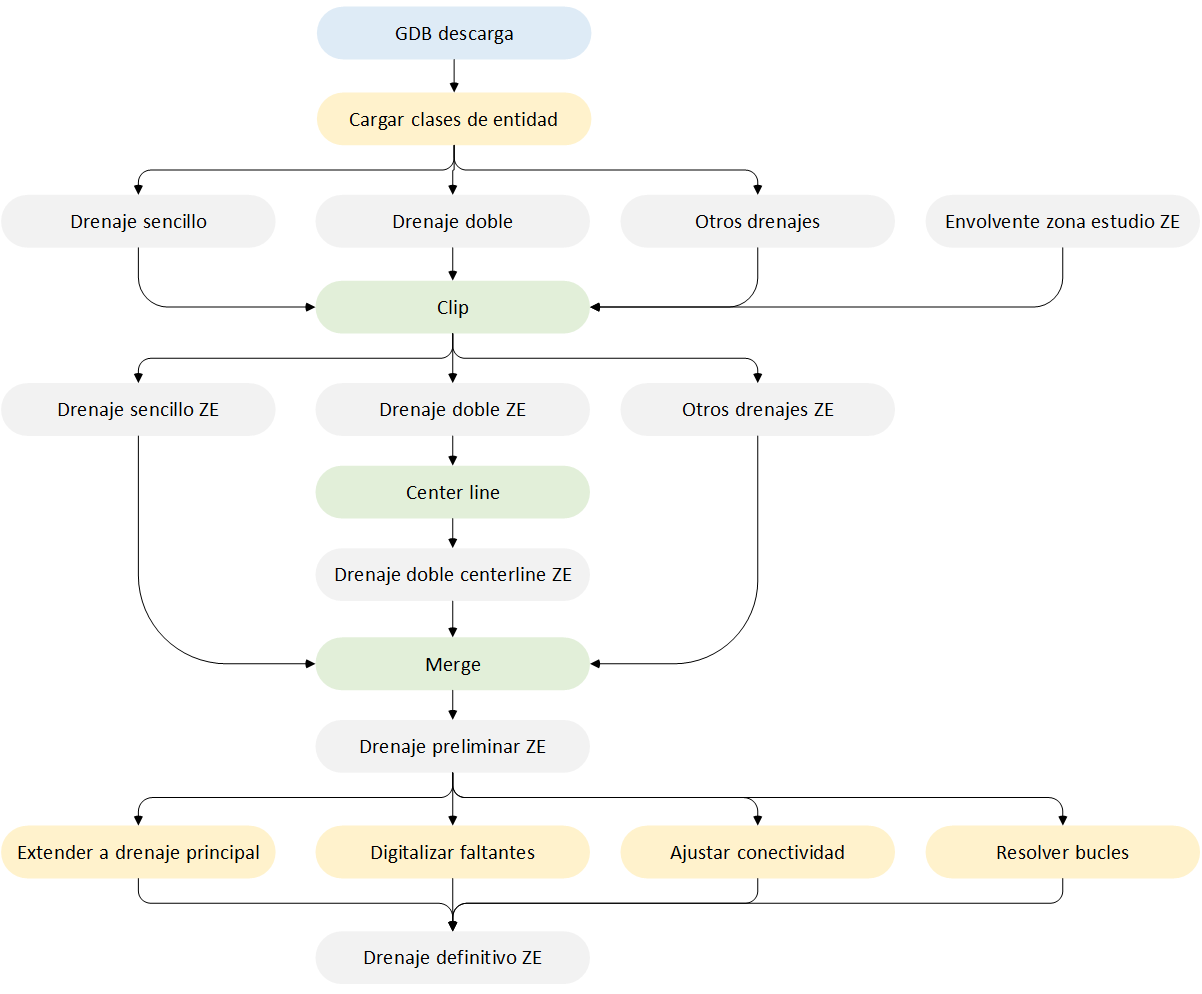 GDB descarga
Cargar clases de entidad
Drenaje sencillo
Drenaje doble
Otros drenajes
Envolvente zona estudio ZE
Clip
Drenaje sencillo ZE
Drenaje doble ZE
Otros drenajes ZE
Center line
Drenaje doble centerline ZE
Merge
Drenaje preliminar ZE
Extender a drenaje principal
Digitalizar faltantes
Ajustar conectividad
Resolver bucles
Drenaje definitivo ZE